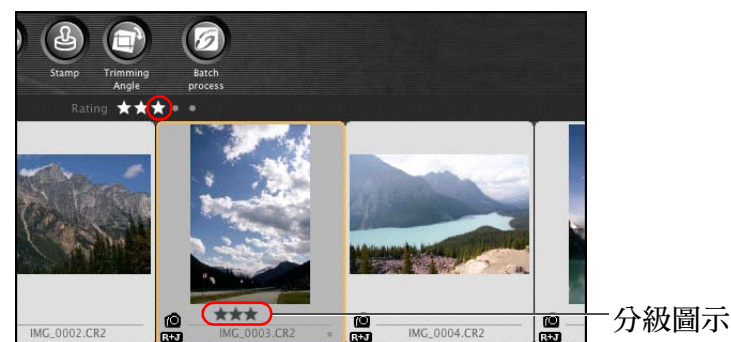 Stamp
Trimming
Angle
Batch
process
Rating
R+J
R+J
R+J
IMG_0002.CR2
IMG_0003.CR2
IMG_0004.CR2
分級圖示